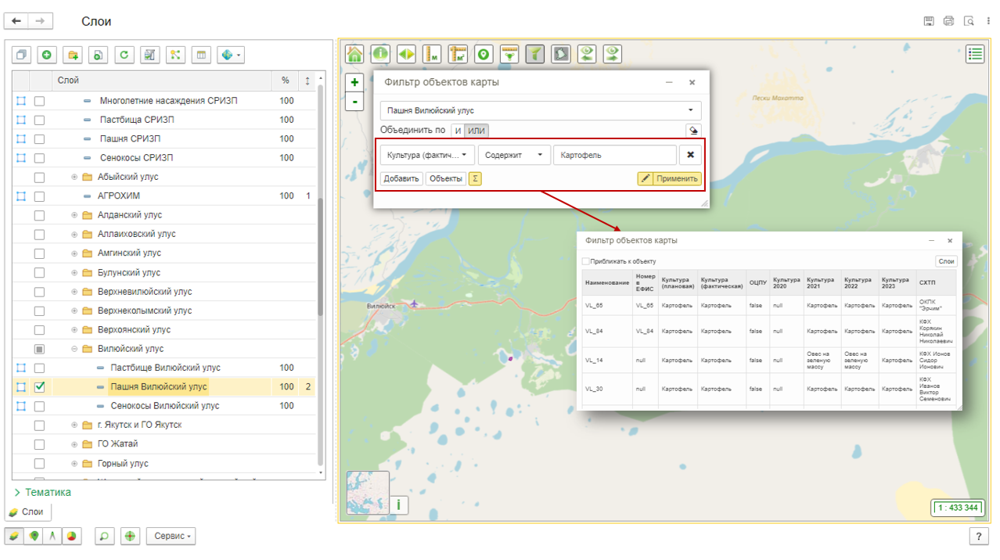 Слои
Слой % ↕
Многолетние насаждения СРИЗП 100
Пастбища СРИЗП 100
Пашня СРИЗП 100
Сенокосы СРИЗП 100
Абыйский улус
АГРОХИМ 100 1
Алданский улус
Аллаиховский улус
Амгинский улус
Булунский улус
Верхневилюйский улус
Верхнеколымский улус
Верхоянский улус
Вилюйский улус
Пастбище Вилюйский улус 100
Пашня Вилюйский улус 100 2
Сенокосы Вилюйский улус 100
г. Якутск и ГО Якутск
ГО Жатай
Горный улус
Тематика
Слои
Сервис
?
м
м²
+
-
Фильтр объектов карты
Пашня Вилюйский улус
Объединить по И ИЛИ
Культура (фактич... Содержит Картофель
Добавить Объекты Σ Применить
Пески Махатта
Вилюйск
Фильтр объектов карты
Приближать к объекту Слои
Наименование Номер в ЕФИС Культура (плановая) Культура (фактическая) ОЦПУ Культура 2020 Культура 2021 Культура 2022 Культура 2023 СХТП
VL_65 VL_65 Картофель Картофель false null Картофель Картофель Картофель ОКПК "Эрчим"
VL_84 VL_84 Картофель Картофель false null Картофель Картофель Картофель КФХ Корякин Николай Николаевич
VL_14 null Картофель Картофель false null Овес на зеленую массу Овес на зеленую массу Картофель КФХ Ионов Сидор Ионович
VL_30 null Картофель Картофель false null Картофель Картофель Картофель КФХ Иванов Виктор Семенович
i
1 : 433 344